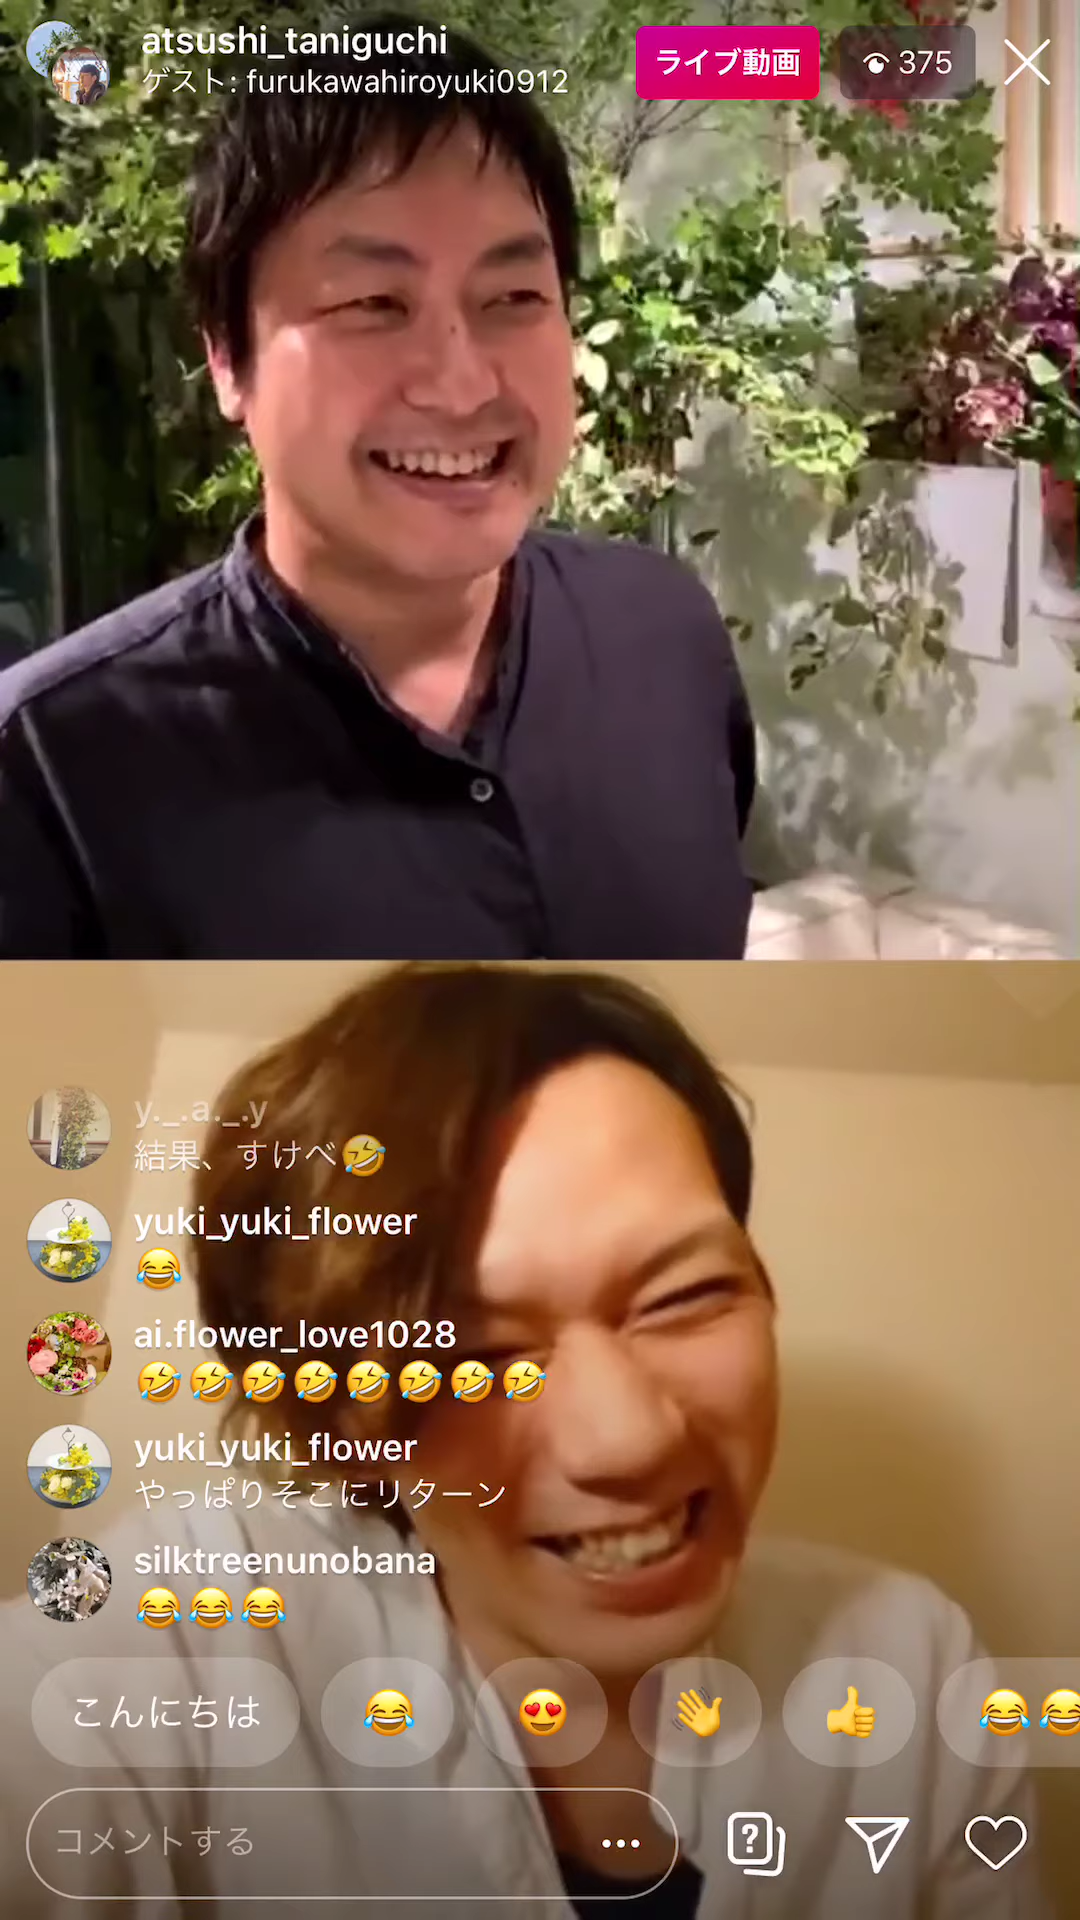 atsushi_taniguchi
ゲスト: furukawahiroyuki0912
ライブ動画
375
y._.a._.y
結果、すけべ🤣
yuki_yuki_flower
😂
ai.flower_love1028
🤣🤣🤣🤣🤣🤣🤣🤣
yuki_yuki_flower
やっぱりそこにリターン
silktreenunobana
😂😂😂
こんにちは 😂 😍 👋 👍 😂😂
コメントする